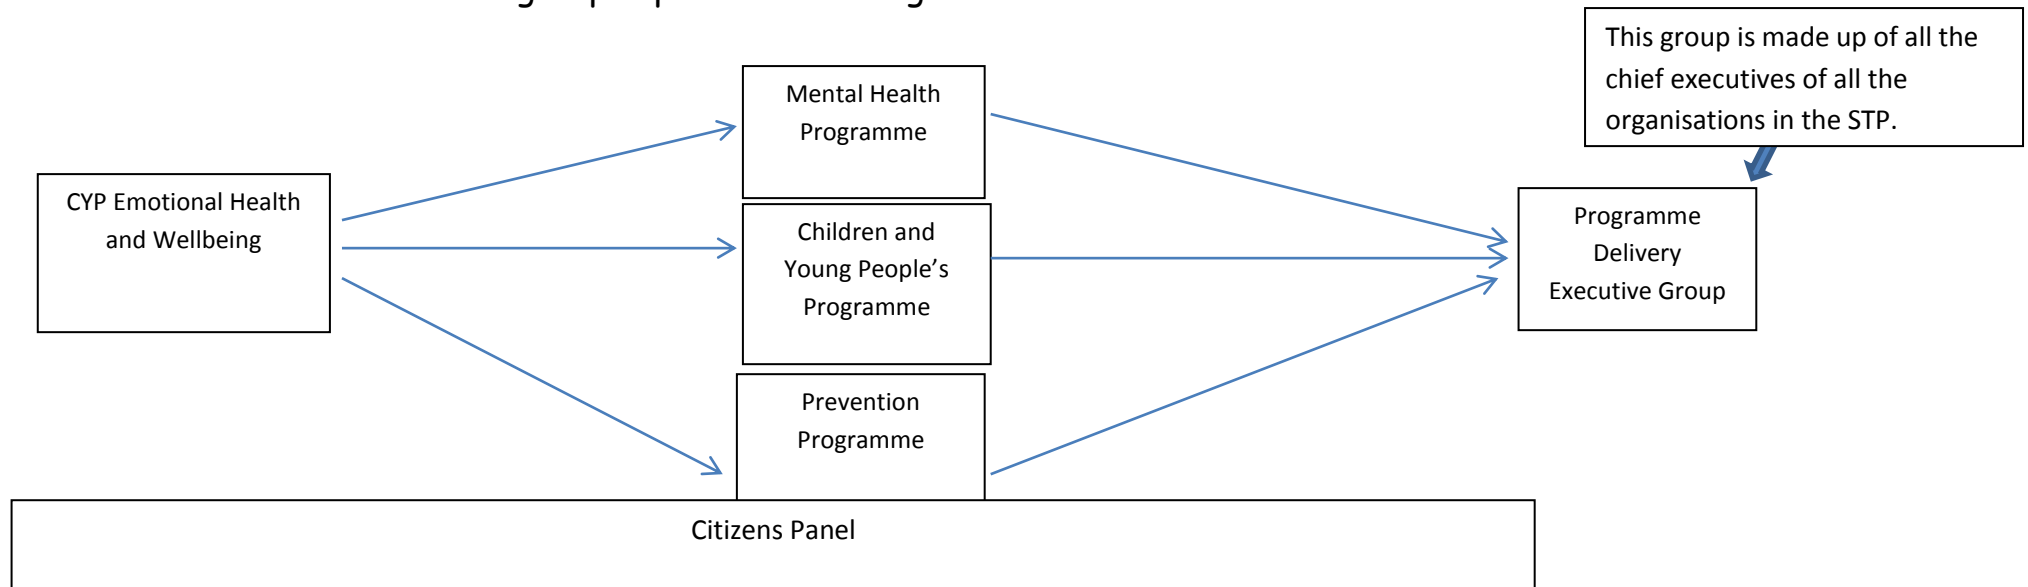 This group is made up of all the
chief executives of all the
organisations in the STP.
Mental Health
Programme
CYP Emotional Health
and Wellbeing
Children and
Young People’s
Programme
Programme
Delivery
Executive Group
Prevention
Programme
Citizens Panel